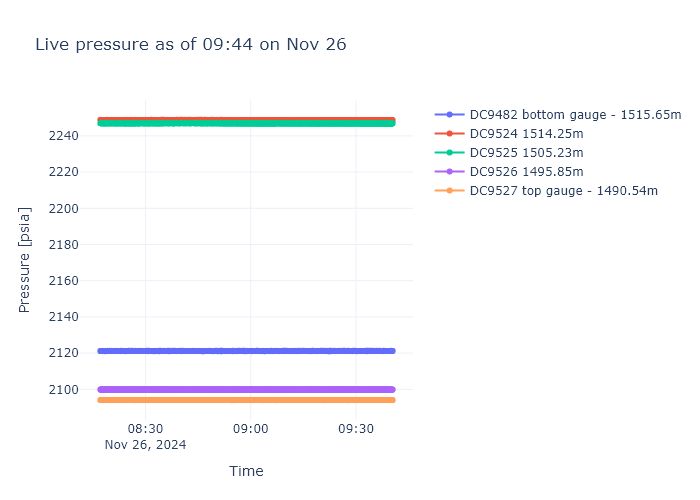 Live pressure as of 09:44 on Nov 26
DC9482 bottom gauge - 1515.65m
DC9524 1514.25m
DC9525 1505.23m
DC9526 1495.85m
DC9527 top gauge - 1490.54m
Pressure [psia]
2240
2220
2200
2180
2160
2140
2120
2100
08:30
09:00
09:30
Nov 26, 2024
Time